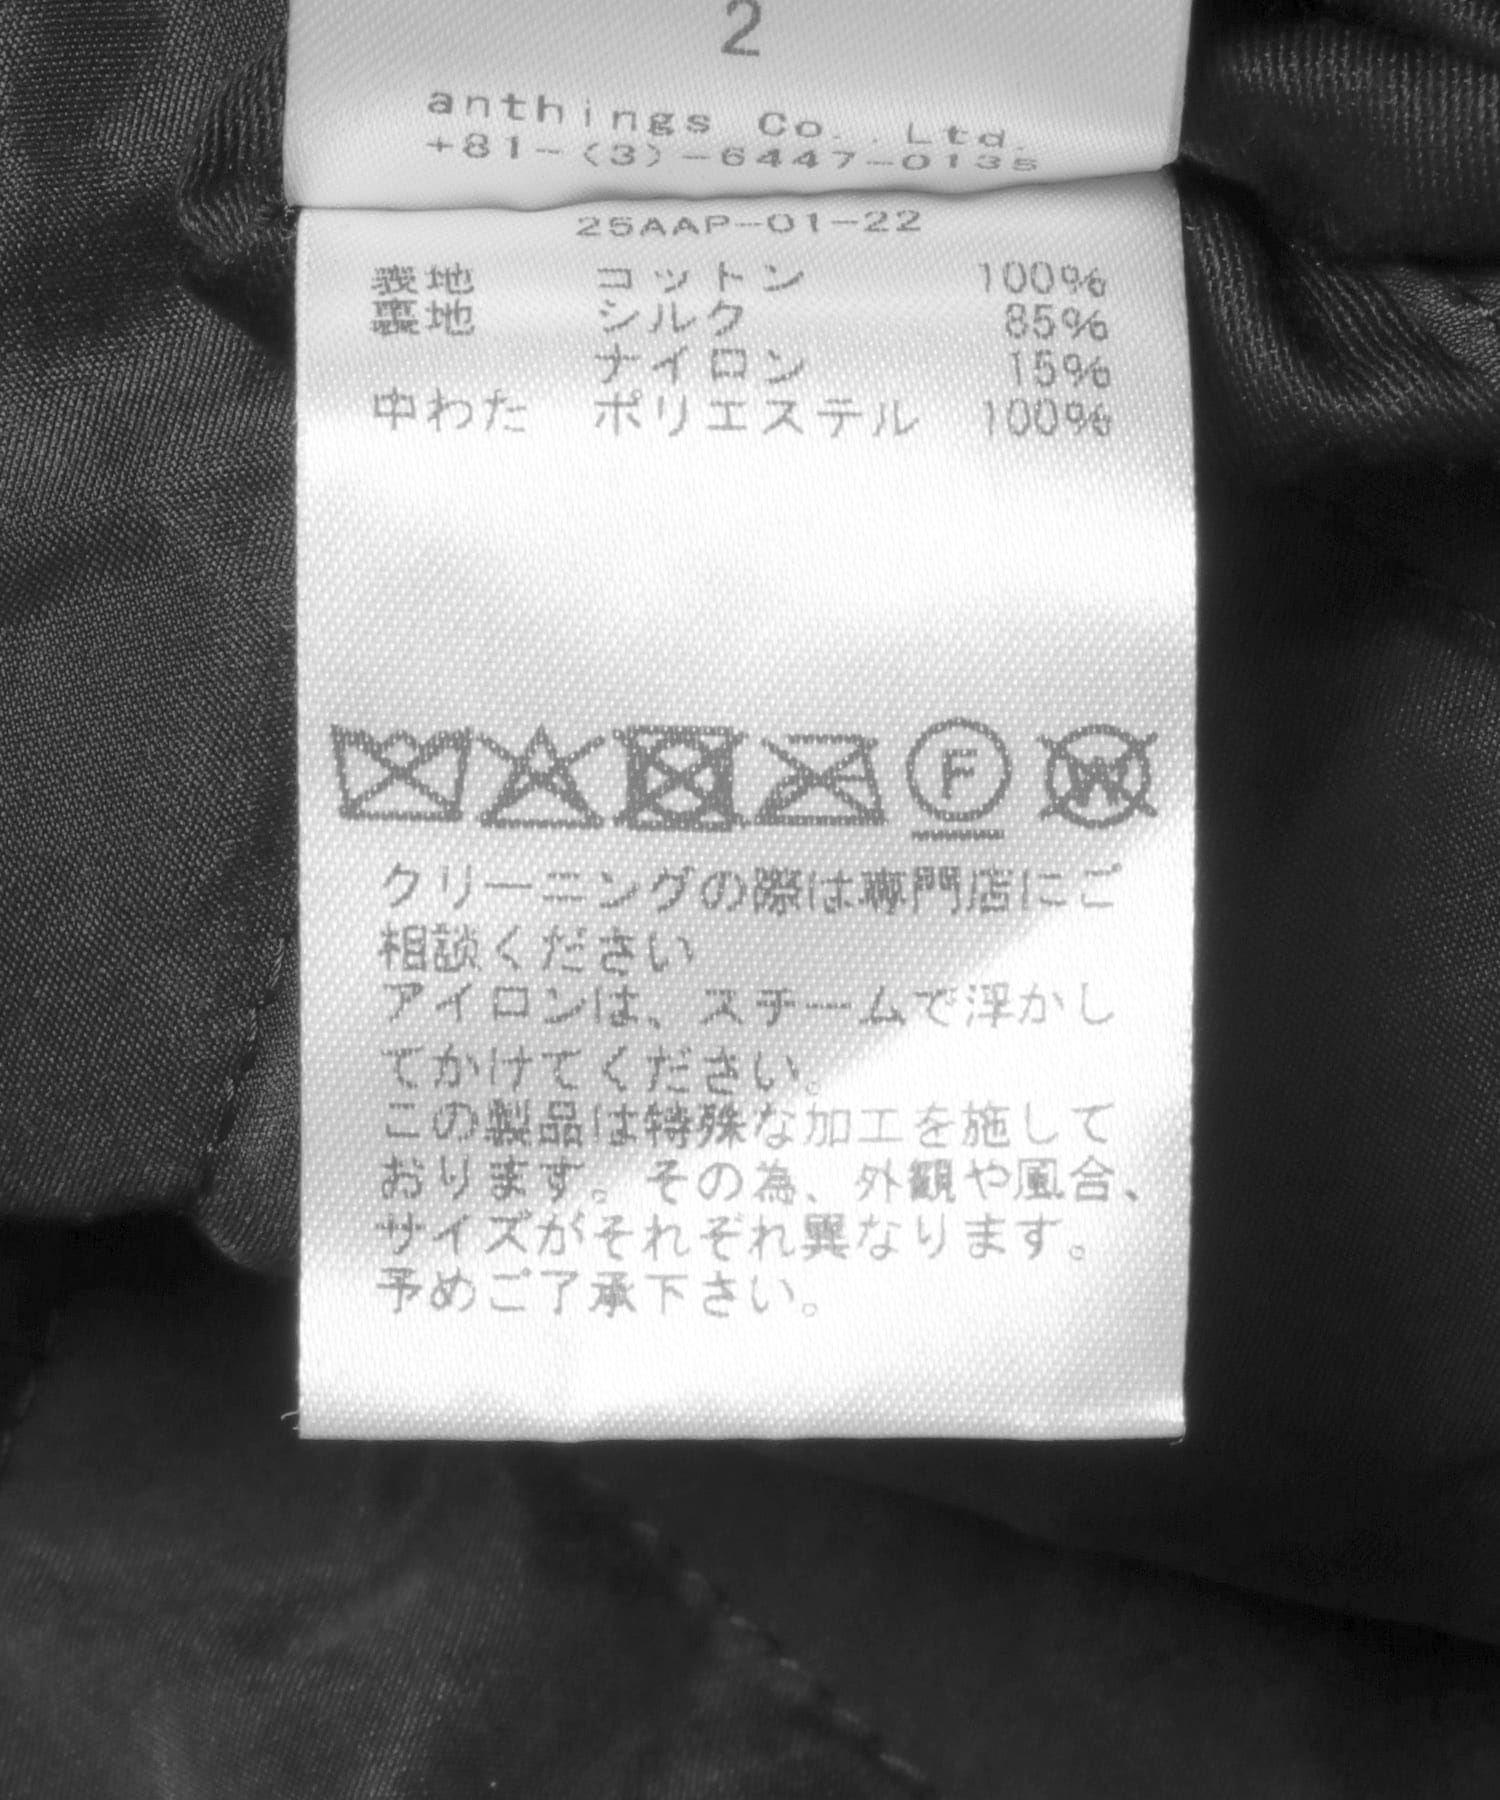 2
anthings Co., Ltd.
+81-(3)-6447-0135
25AAP-01-22
表地 コットン 100%
裏地 シルク 85%
ナイロン 15%
中わた ポリエステル 100%
F W
クリーニングの際は専門店にご
相談ください
アイロンは、スチームで浮かし
てかけてください。
この製品は特殊な加工を施して
おります。その為、外観や風合、
サイズがそれぞれ異なります。
予めご了承下さい。